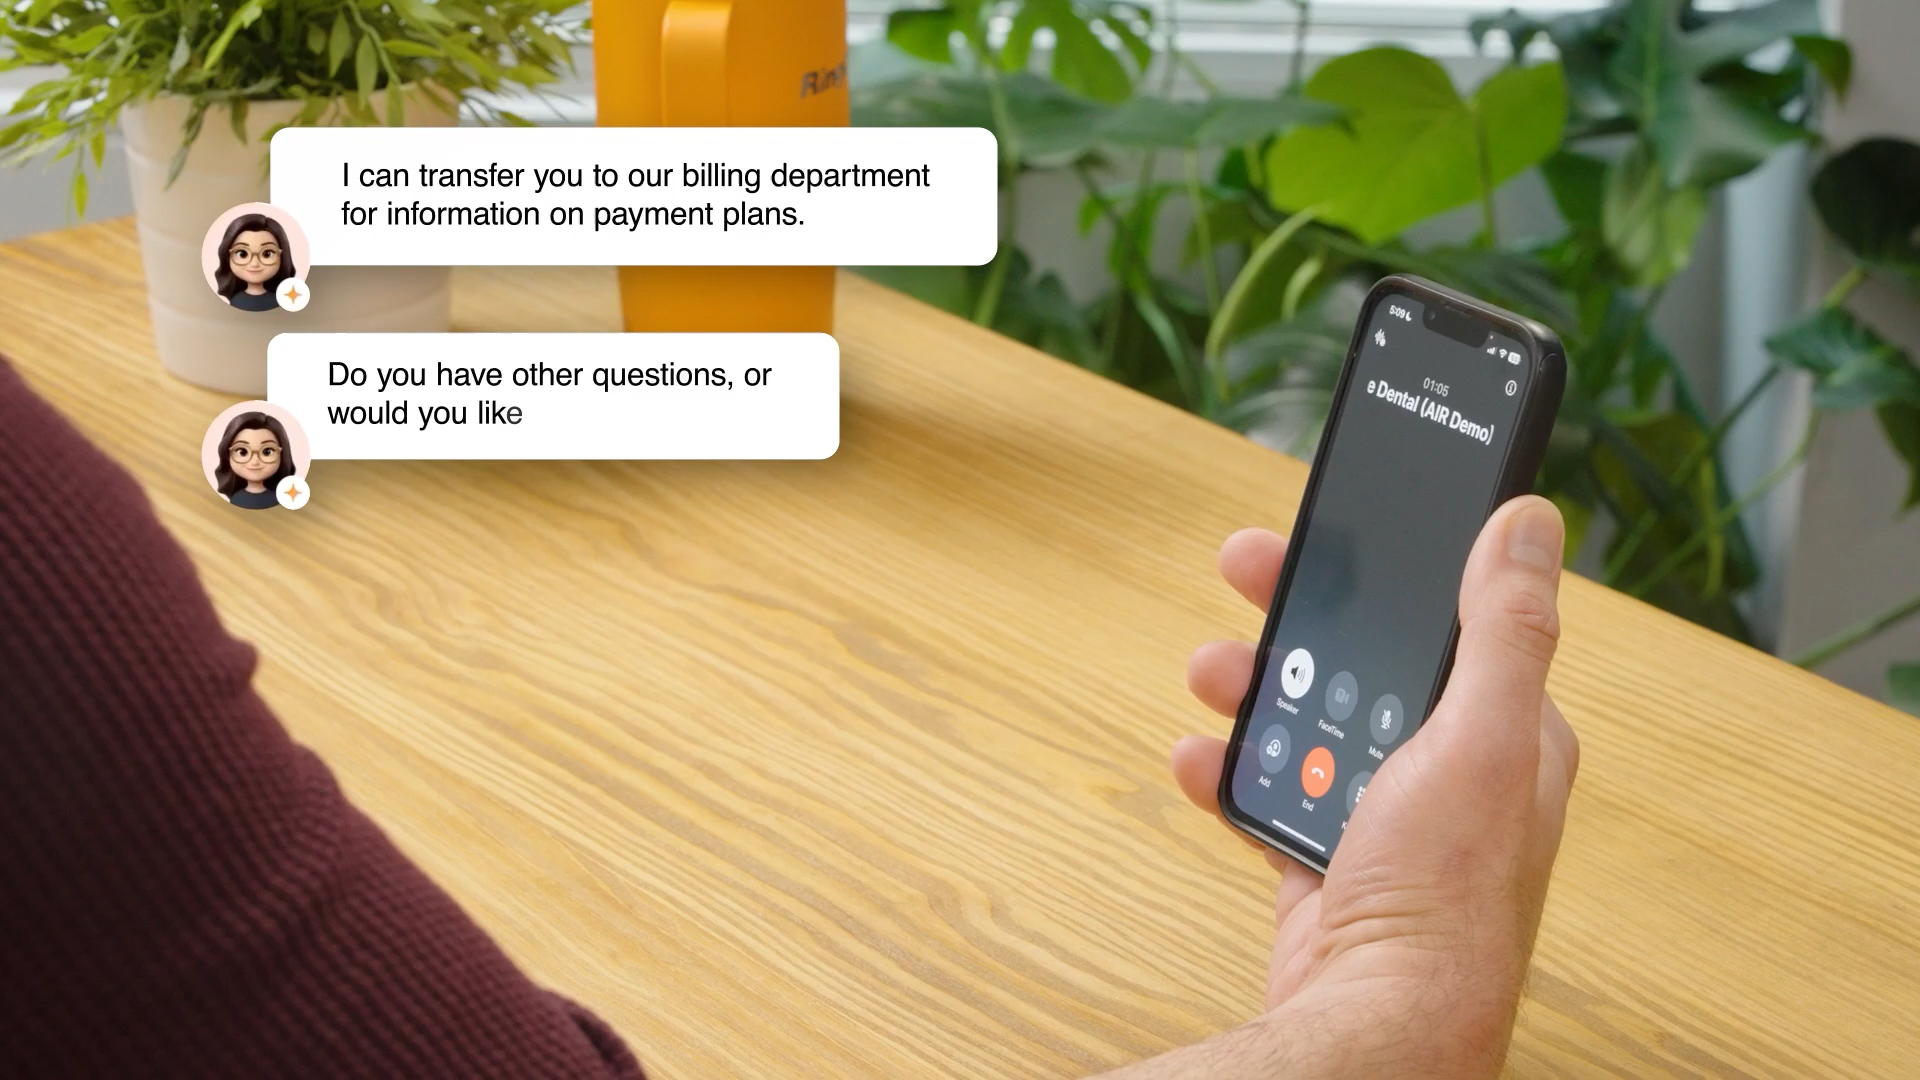 I can transfer you to our billing department
for information on payment plans.
Do you have other questions, or
would you like
5:09
01:05
e Dental (AIR Demo)
Speaker
FaceTime
Mute
Add
End